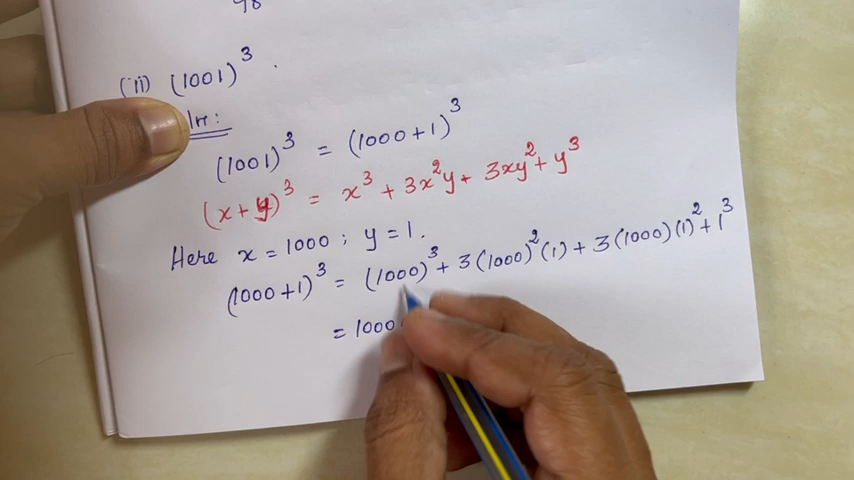 98
(ii) (1001)³.
(1001)³ = (1000+1)³
(x+y)³ = x³ + 3x²y + 3xy² + y³
Here x = 1000 ; y = 1.
(1000+1)³ = (1000)³ + 3(1000)²(1) + 3(1000)(1)² + 1³
= 1000